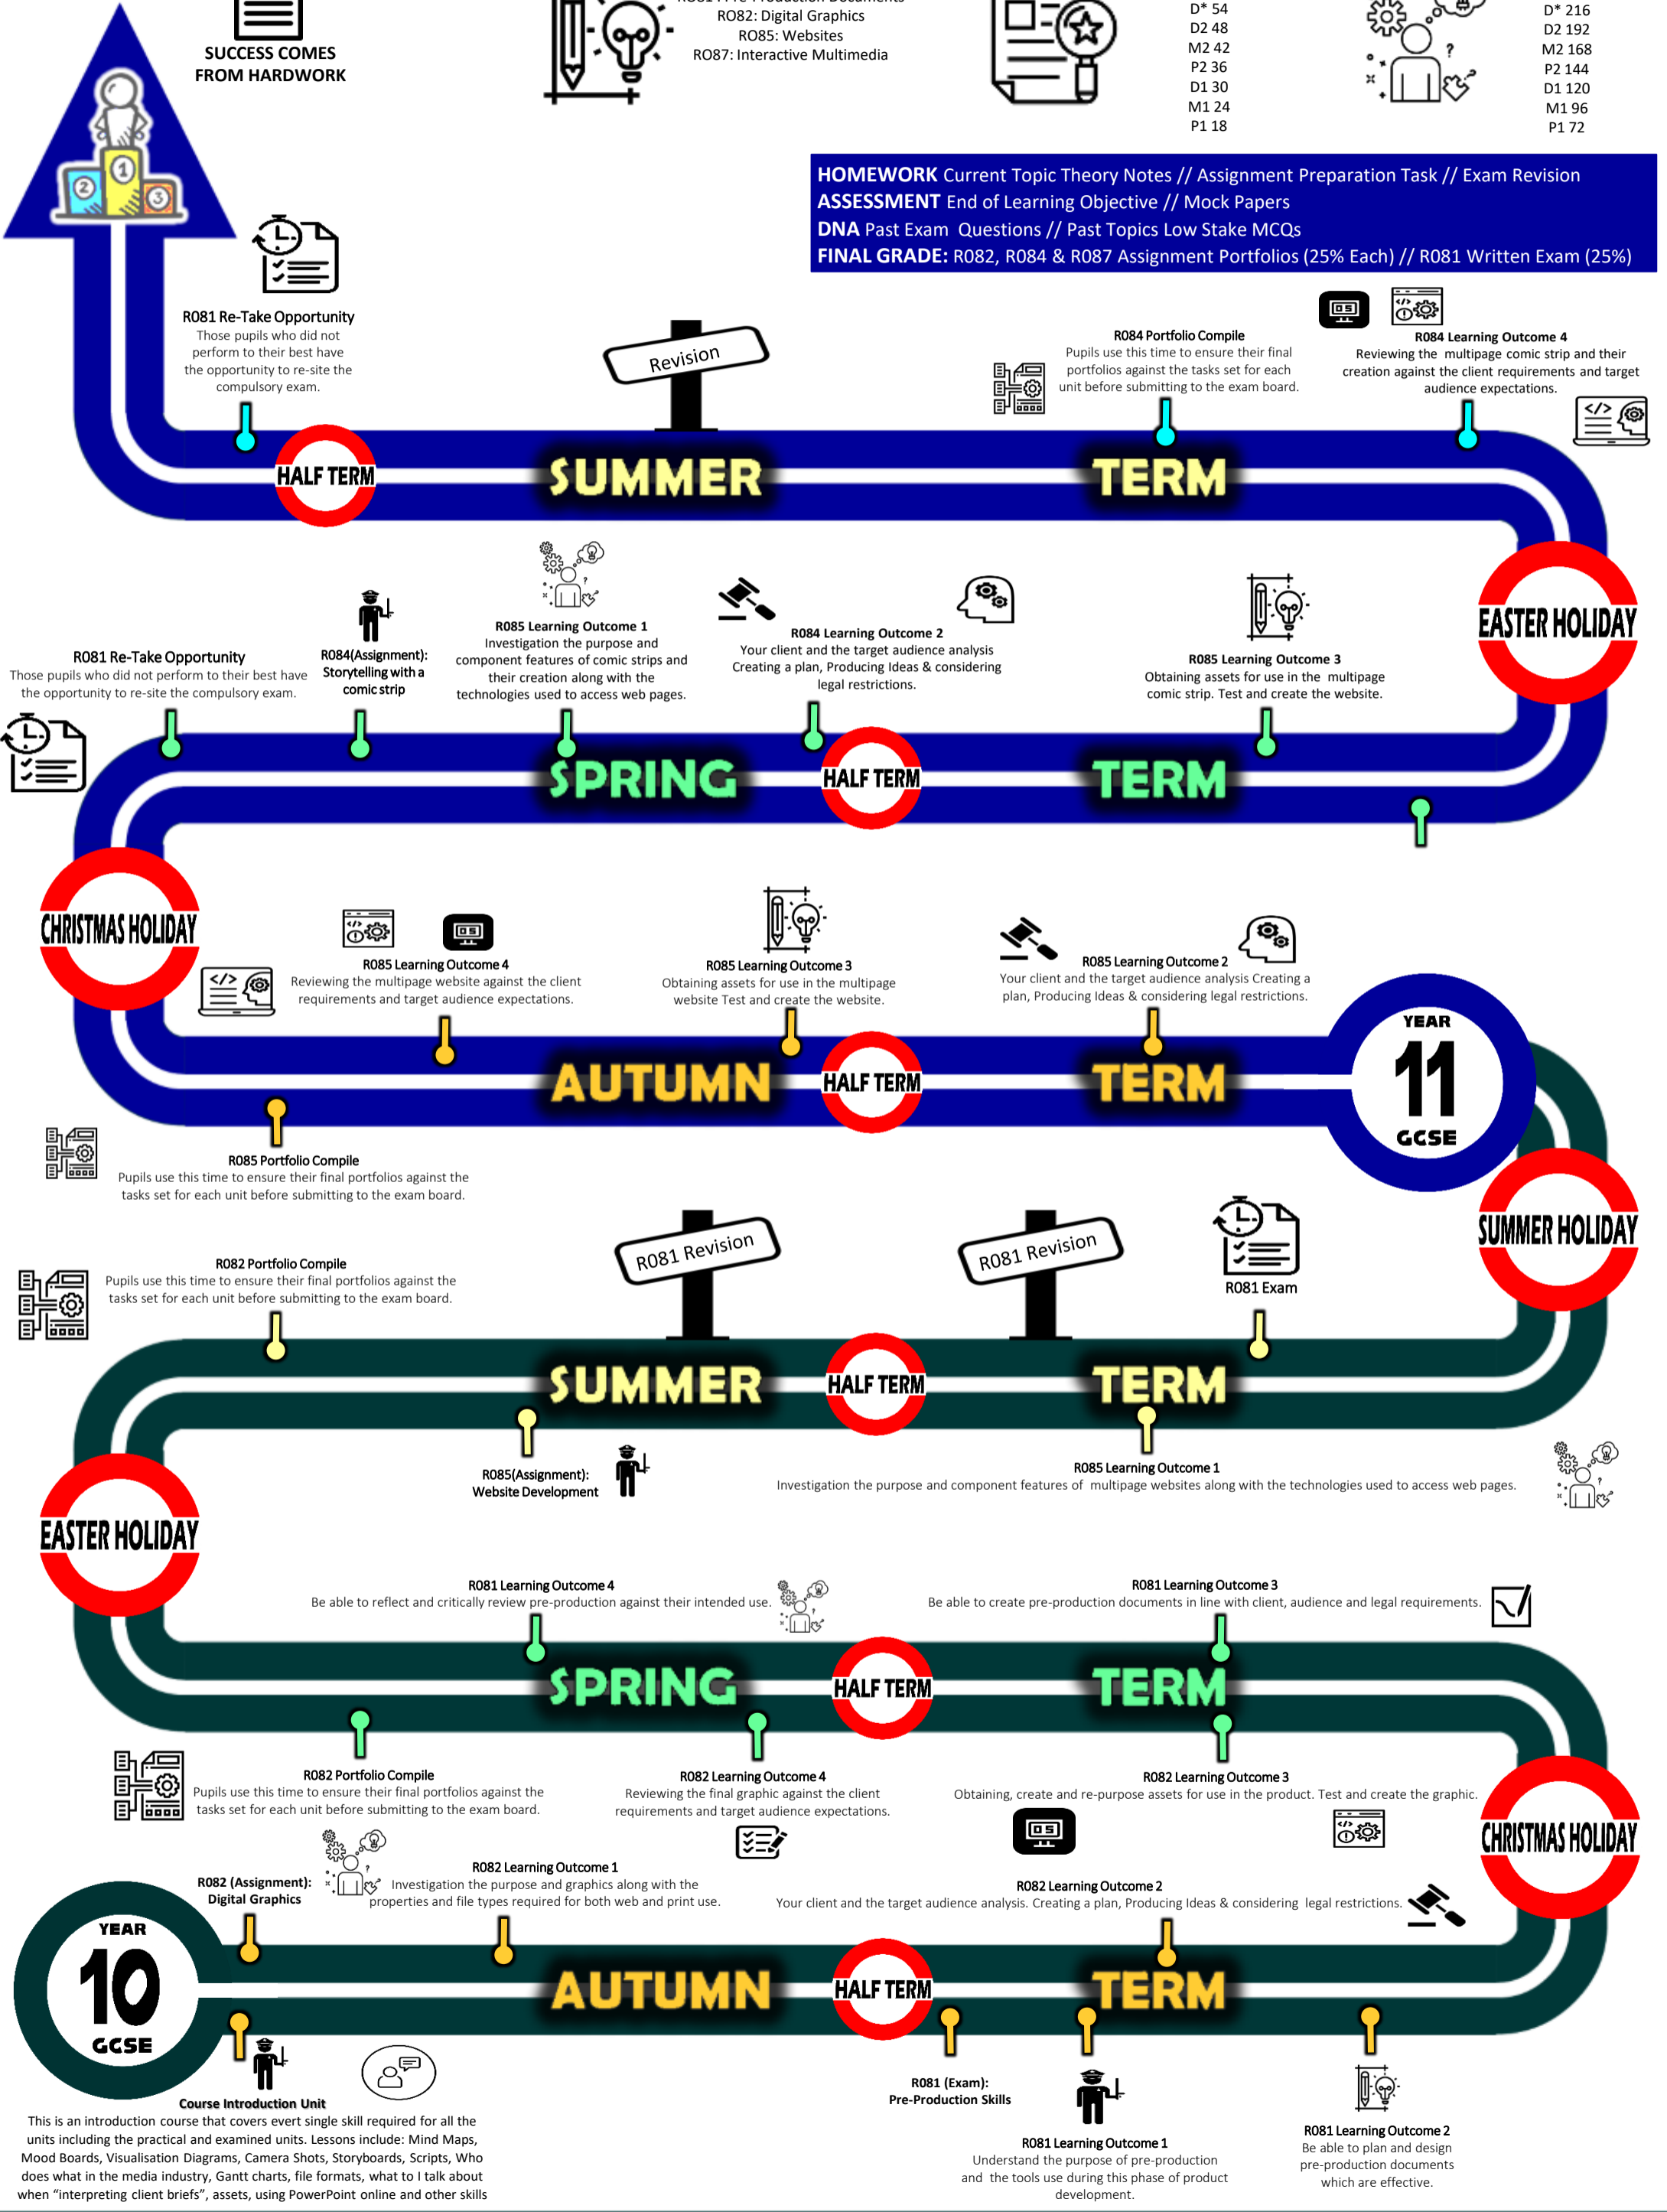 SUCCESS COMES
FROM HARDWORK
RO82: Digital Graphics
RO85: Websites
RO87: Interactive Multimedia
D* 54
D2 48
M2 42
P2 36
D1 30
M1 24
P1 18
D* 216
D2 192
M2 168
P2 144
D1 120
M1 96
P1 72
HOMEWORK Current Topic Theory Notes // Assignment Preparation Task // Exam Revision
ASSESSMENT End of Learning Objective // Mock Papers
DNA Past Exam Questions // Past Topics Low Stake MCQs
FINAL GRADE: R082, R084 & R087 Assignment Portfolios (25% Each) // R081 Written Exam (25%)
R081 Re-Take Opportunity
Those pupils who did not
perform to their best have
the opportunity to re-site the
compulsory exam.
Revision
R084 Portfolio Compile
Pupils use this time to ensure their final
portfolios against the tasks set for each
unit before submitting to the exam board.
R084 Learning Outcome 4
Reviewing the multipage comic strip and their
creation against the client requirements and target
audience expectations.
HALF TERM
SUMMER
TERM
EASTER HOLIDAY
R081 Re-Take Opportunity
Those pupils who did not perform to their best have
the opportunity to re-site the compulsory exam.
R084(Assignment):
Storytelling with a
comic strip
R085 Learning Outcome 1
Investigation the purpose and
component features of comic strips and
their creation along with the
technologies used to access web pages.
R084 Learning Outcome 2
Your client and the target audience analysis
Creating a plan, Producing Ideas & considering
legal restrictions.
R085 Learning Outcome 3
Obtaining assets for use in the multipage
comic strip. Test and create the website.
SPRING
HALF TERM
TERM
CHRISTMAS HOLIDAY
R085 Learning Outcome 4
Reviewing the multipage website against the client
requirements and target audience expectations.
R085 Learning Outcome 3
Obtaining assets for use in the multipage
website Test and create the website.
R085 Learning Outcome 2
Your client and the target audience analysis Creating a
plan, Producing Ideas & considering legal restrictions.
AUTUMN
HALF TERM
TERM
YEAR
11
GCSE
R085 Portfolio Compile
Pupils use this time to ensure their final portfolios against the
tasks set for each unit before submitting to the exam board.
SUMMER HOLIDAY
R082 Portfolio Compile
Pupils use this time to ensure their final portfolios against the
tasks set for each unit before submitting to the exam board.
R081 Revision
R081 Revision
R081 Exam
SUMMER
HALF TERM
TERM
R085(Assignment):
Website Development
R085 Learning Outcome 1
Investigation the purpose and component features of multipage websites along with the technologies used to access web pages.
EASTER HOLIDAY
R081 Learning Outcome 4
Be able to reflect and critically review pre-production against their intended use.
R081 Learning Outcome 3
Be able to create pre-production documents in line with client, audience and legal requirements.
SPRING
HALF TERM
TERM
R082 Portfolio Compile
Pupils use this time to ensure their final portfolios against the
tasks set for each unit before submitting to the exam board.
R082 Learning Outcome 4
Reviewing the final graphic against the client
requirements and target audience expectations.
R082 Learning Outcome 3
Obtaining, create and re-purpose assets for use in the product. Test and create the graphic.
CHRISTMAS HOLIDAY
R082 (Assignment):
Digital Graphics
R082 Learning Outcome 1
Investigation the purpose and graphics along with the
properties and file types required for both web and print use.
R082 Learning Outcome 2
Your client and the target audience analysis. Creating a plan, Producing Ideas & considering legal restrictions.
YEAR
10
GCSE
AUTUMN
HALF TERM
TERM
Course Introduction Unit
This is an introduction course that covers evert single skill required for all the
units including the practical and examined units. Lessons include: Mind Maps,
Mood Boards, Visualisation Diagrams, Camera Shots, Storyboards, Scripts, Who
does what in the media industry, Gantt charts, file formats, what to I talk about
when “interpreting client briefs”, assets, using PowerPoint online and other skills
R081 (Exam):
Pre-Production Skills
R081 Learning Outcome 1
Understand the purpose of pre-production
and the tools use during this phase of product
development.
R081 Learning Outcome 2
Be able to plan and design
pre-production documents
which are effective.